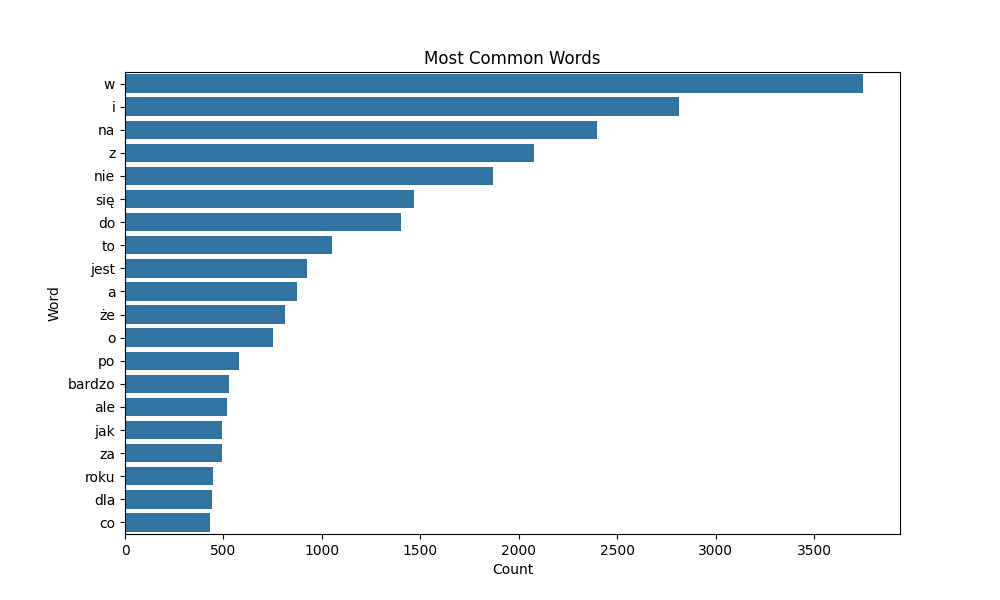 Most Common Words
w
i
na
z
nie
się
do
to
jest
a
że
o
po
bardzo
ale
jak
za
roku
dla
co
Word
0 500 1000 1500 2000 2500 3000 3500
Count